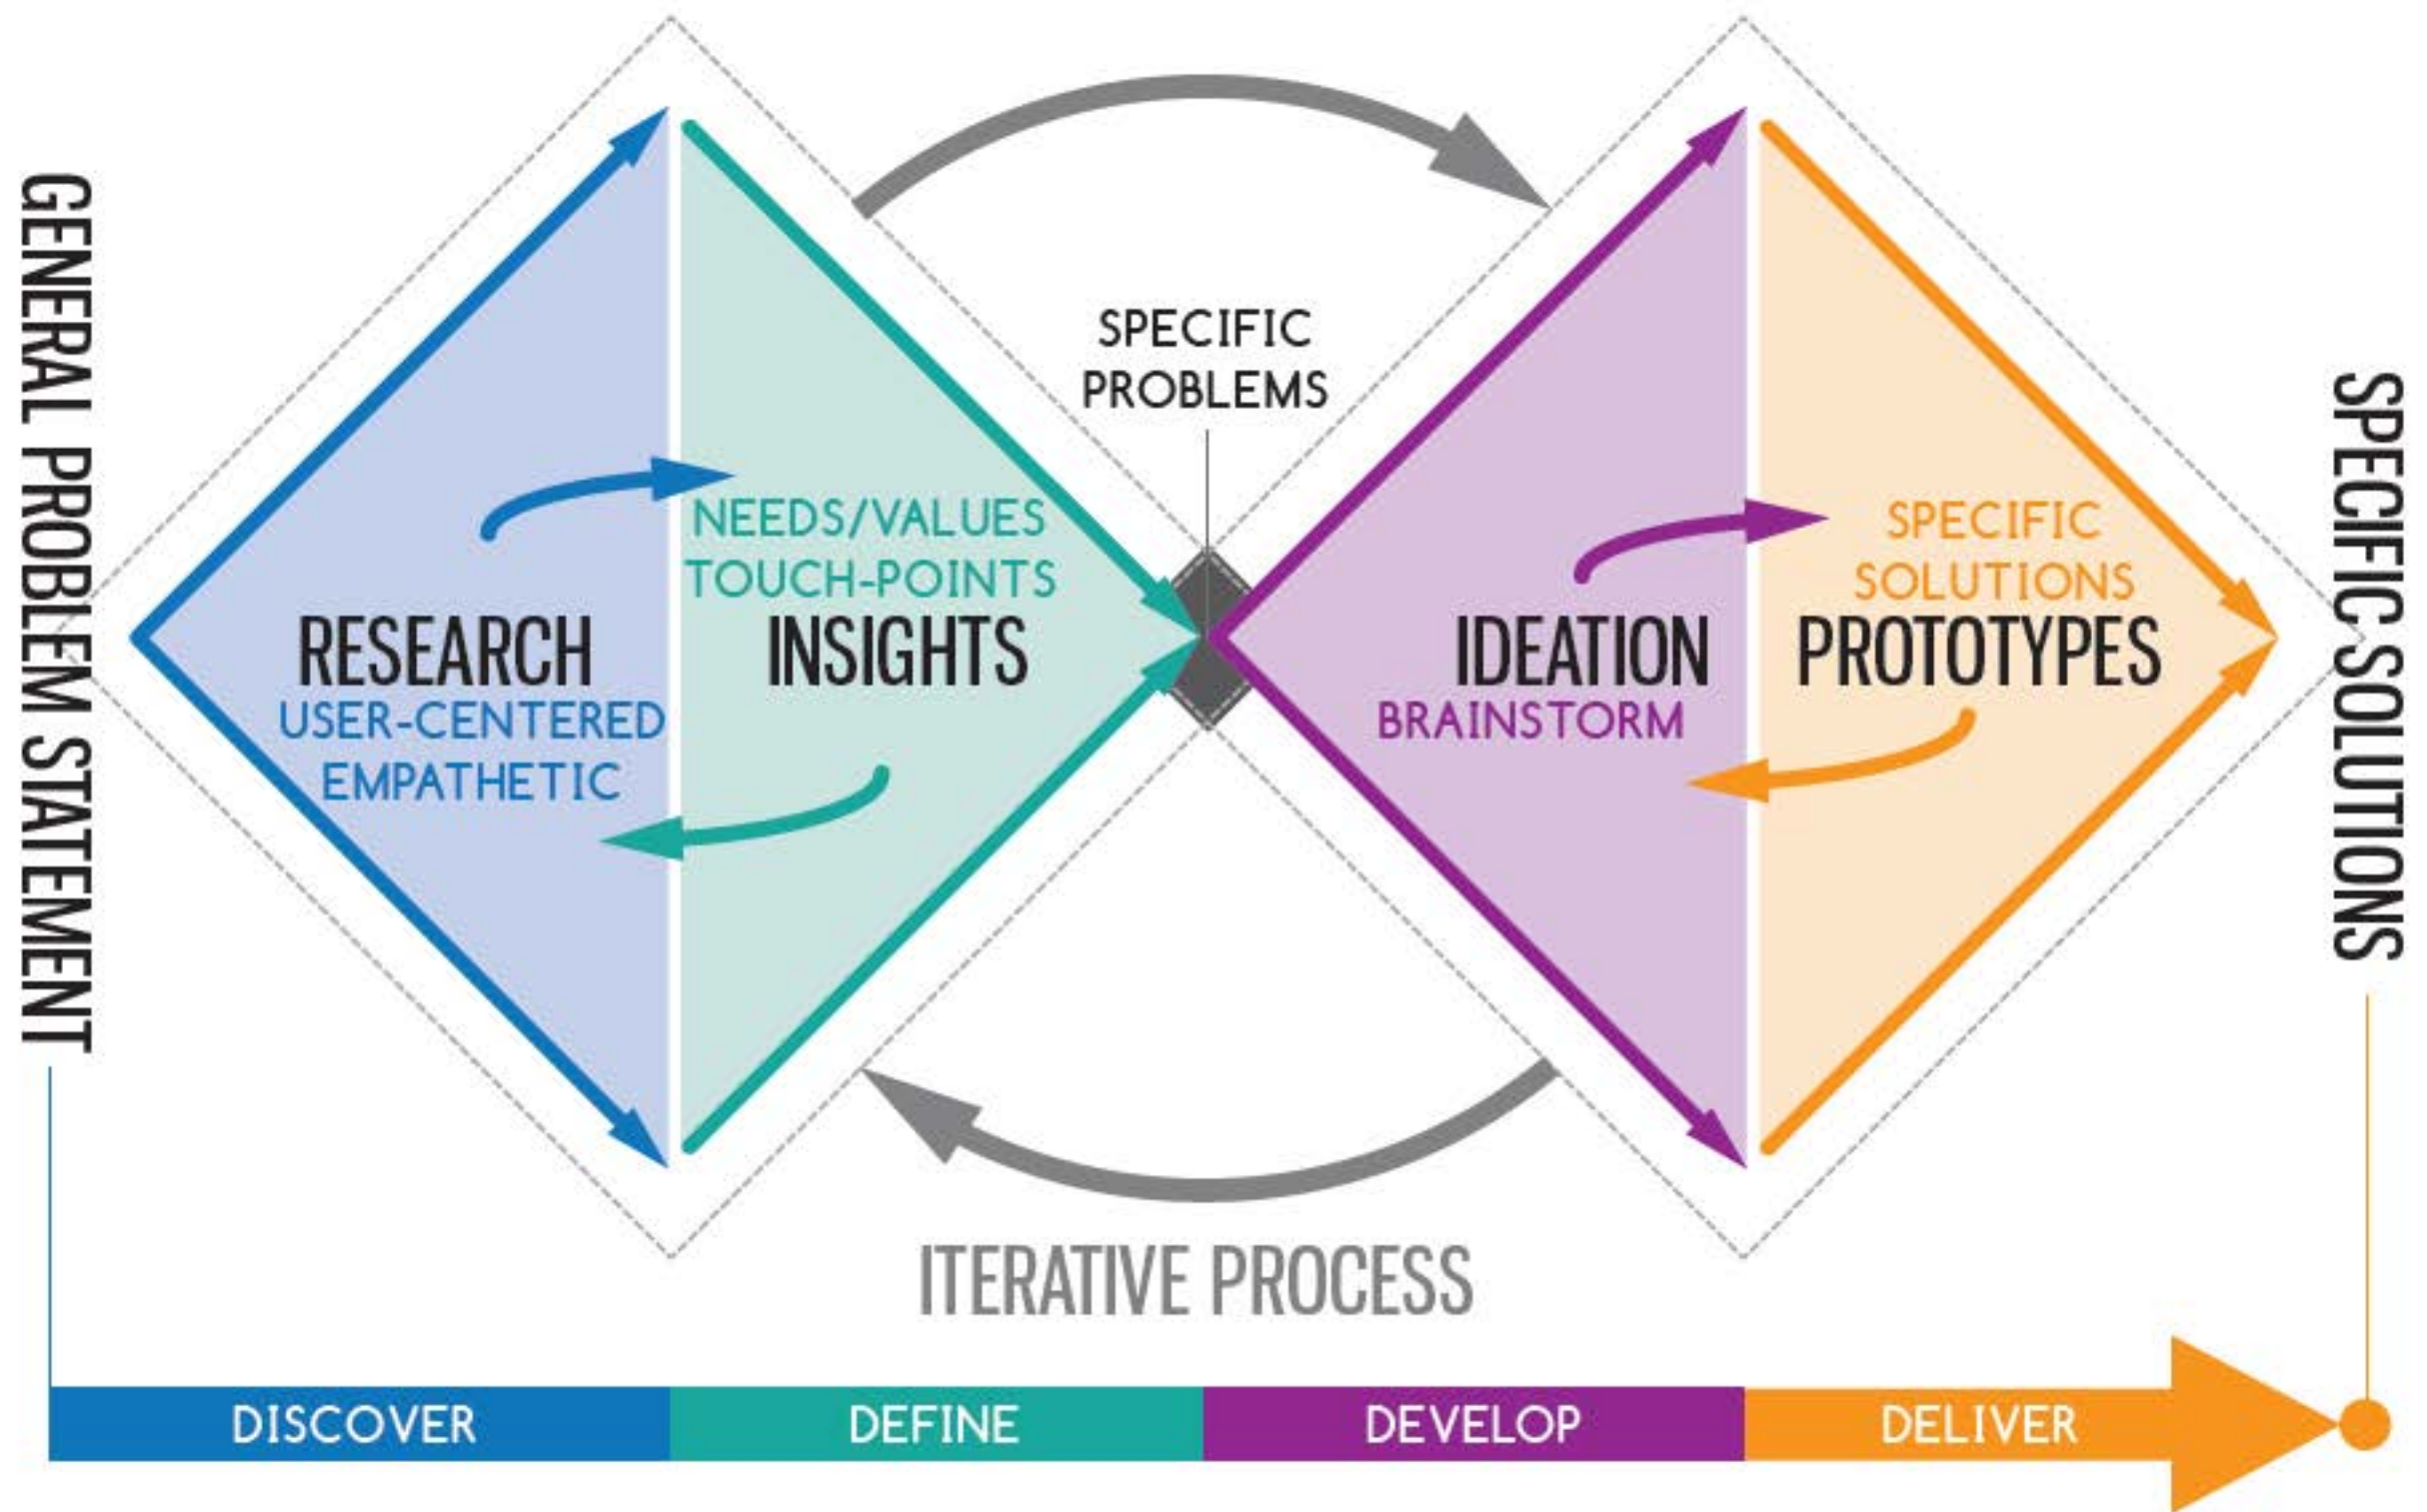 GENERAL PROBLEM STATEMENT
SPECIFIC
PROBLEMS
NEEDS/VALUES
TOUCH-POINTS
RESEARCH
USER-CENTERED
EMPATHETIC
INSIGHTS
IDEATION
BRAINSTORM
SPECIFIC
SOLUTIONS
PROTOTYPES
SPECIFIC SOLUTIONS
ITERATIVE PROCESS
DISCOVER
DEFINE
DEVELOP
DELIVER